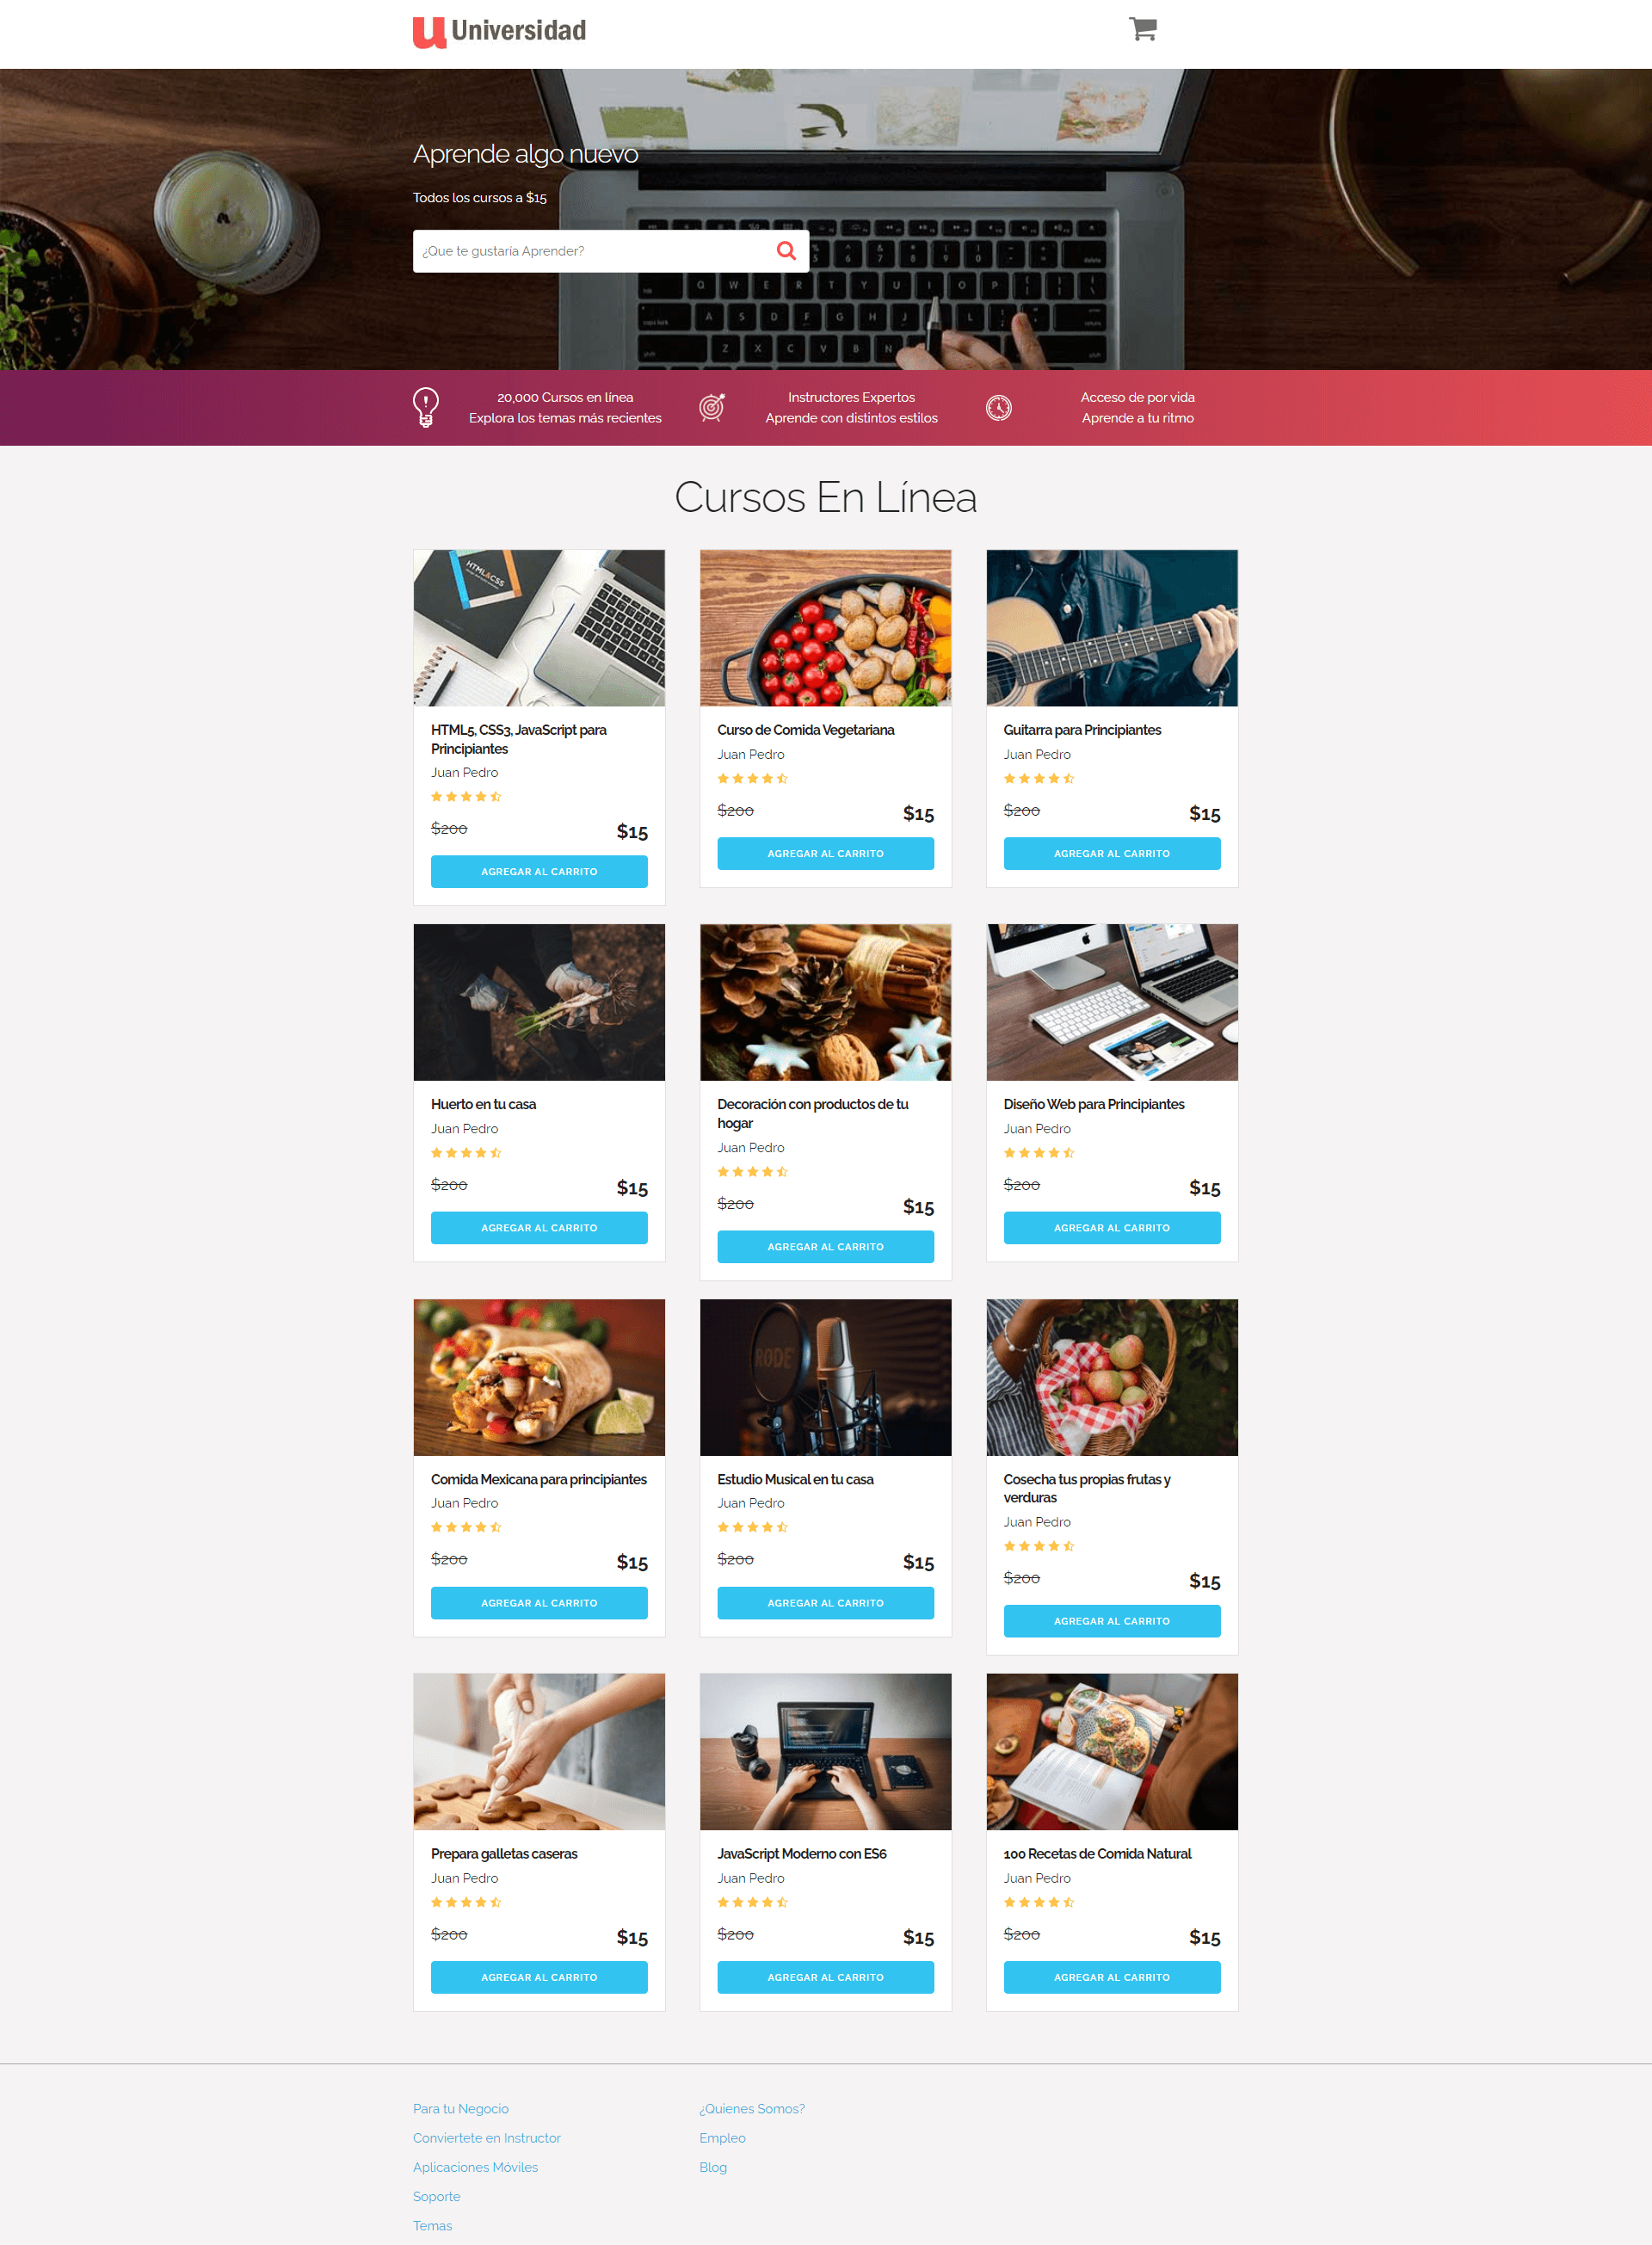 u Universidad
Aprende algo nuevo
Todos los cursos a $15
¿Que te gustaría Aprender?
20,000 Cursos en línea
Explora los temas más recientes
Instructores Expertos
Aprende con distintos estilos
Acceso de por vida
Aprende a tu ritmo
Cursos En Línea
HTML&CSS
HTML5, CSS3, JavaScript para
Principiantes
Juan Pedro
$200 $15
AGREGAR AL CARRITO
Curso de Comida Vegetariana
Juan Pedro
$200 $15
AGREGAR AL CARRITO
Guitarra para Principiantes
Juan Pedro
$200 $15
AGREGAR AL CARRITO
Huerto en tu casa
Juan Pedro
$200 $15
AGREGAR AL CARRITO
Decoración con productos de tu
hogar
Juan Pedro
$200 $15
AGREGAR AL CARRITO
Diseño Web para Principiantes
Juan Pedro
$200 $15
AGREGAR AL CARRITO
Comida Mexicana para principiantes
Juan Pedro
$200 $15
AGREGAR AL CARRITO
RODE
Estudio Musical en tu casa
Juan Pedro
$200 $15
AGREGAR AL CARRITO
Cosecha tus propias frutas y
verduras
Juan Pedro
$200 $15
AGREGAR AL CARRITO
Prepara galletas caseras
Juan Pedro
$200 $15
AGREGAR AL CARRITO
JavaScript Moderno con ES6
Juan Pedro
$200 $15
AGREGAR AL CARRITO
100 Recetas de Comida Natural
Juan Pedro
$200 $15
AGREGAR AL CARRITO
Para tu Negocio
Conviertete en Instructor
Aplicaciones Móviles
Soporte
Temas
¿Quienes Somos?
Empleo
Blog